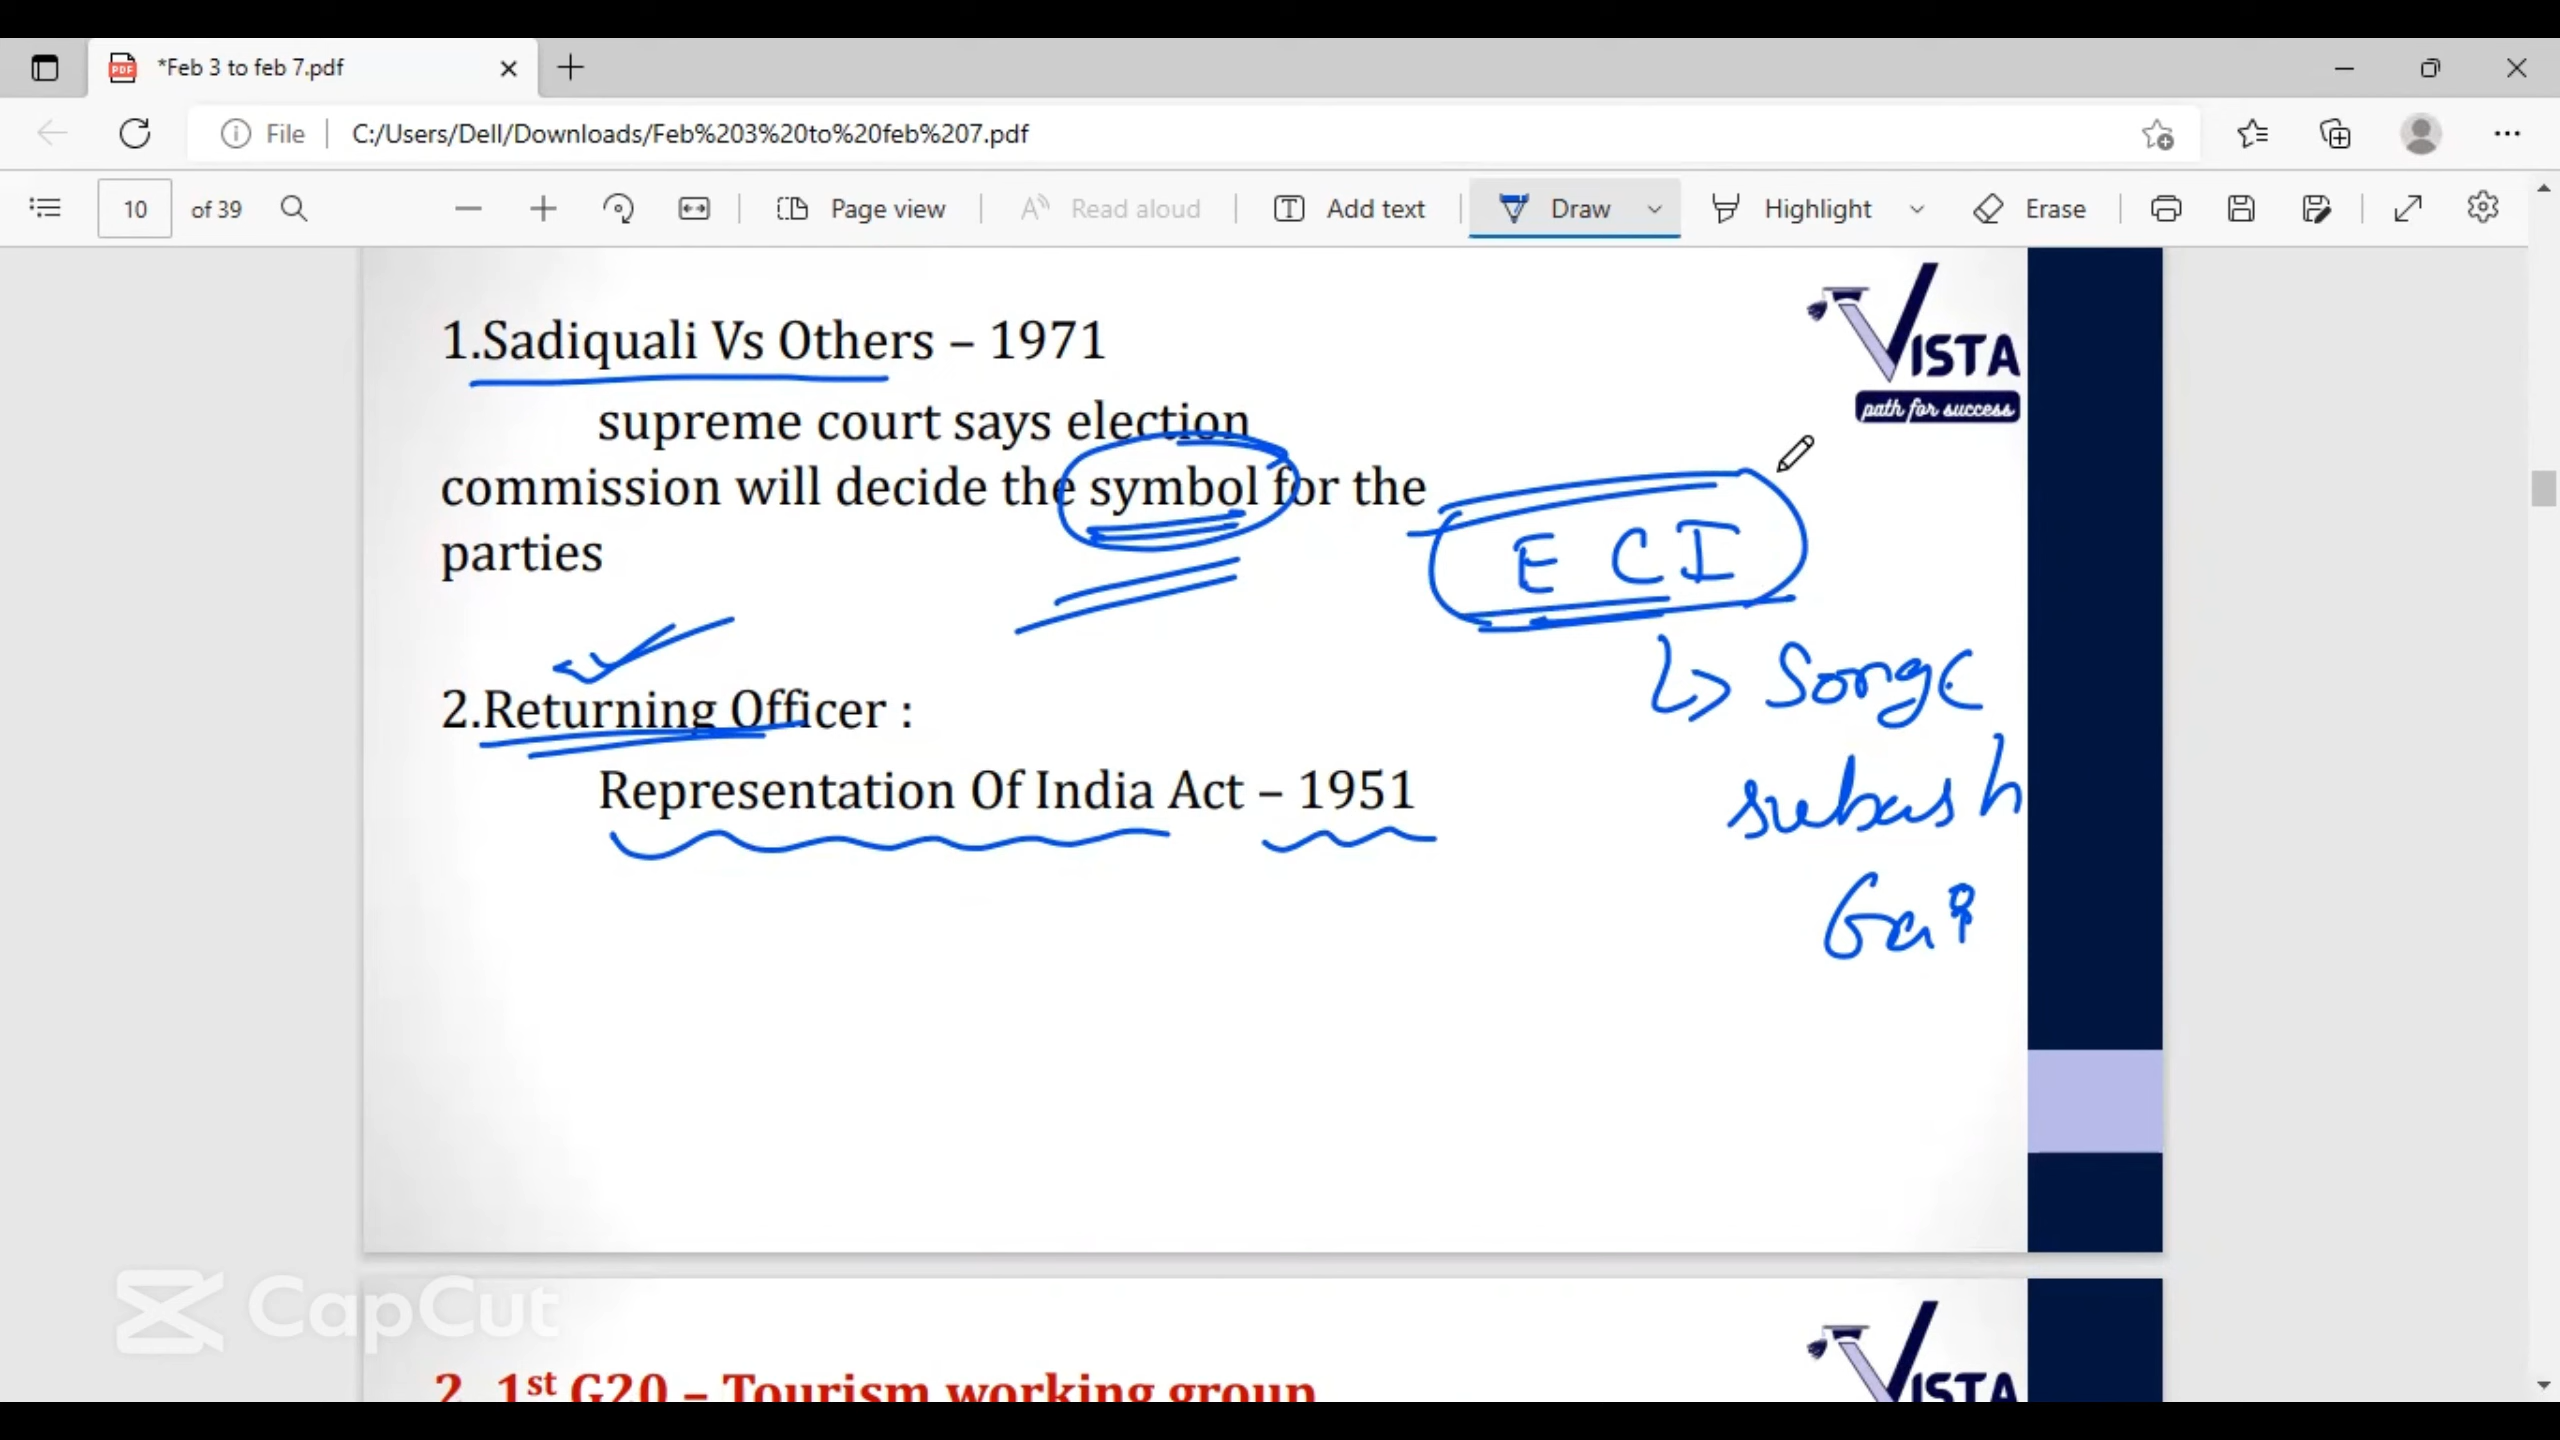 *Feb 3 to feb 7.pdf
File C:/Users/Dell/Downloads/Feb%203%20to%20feb%207.pdf
10 of 39 Page view Read aloud Add text Draw Highlight Erase
1.Sadiquali Vs Others – 1971
VISTA
path for success
supreme court says election
commission will decide the symbol for the
parties
E C I
Song
subash
2.Returning Officer :
Representation Of India Act – 1951
CapCut
2. 1st G20 – Tourism working group
VISTA